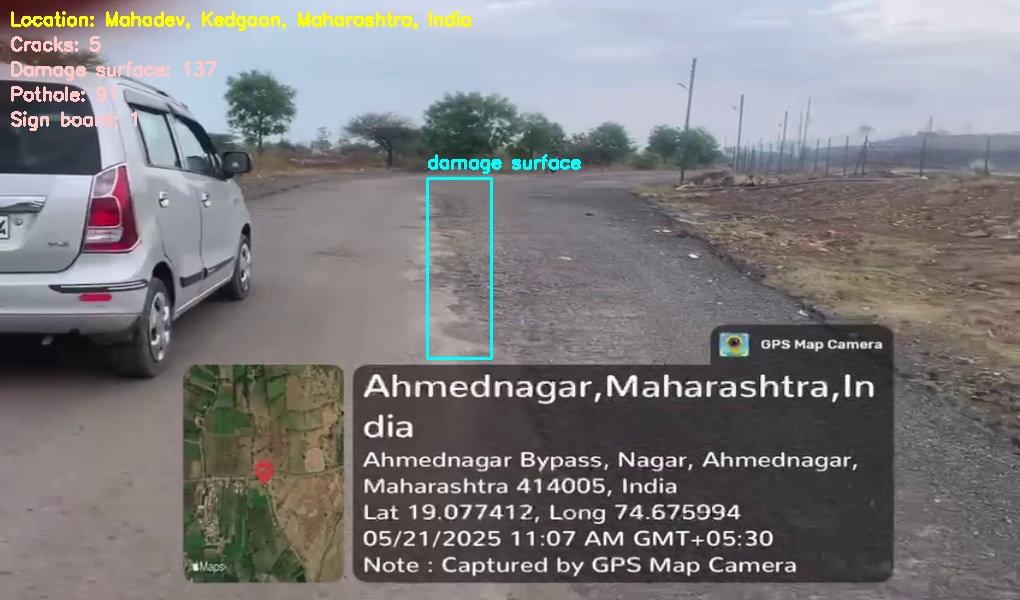 Location: Mahadev, Kedgaon, Maharashtra, India
Cracks: 5
Damage surface: 137
Pothole: 91
Sign board: 1
damage surface
GPS Map Camera
Ahmednagar,Maharashtra,In
dia
Ahmednagar Bypass, Nagar, Ahmednagar,
Maharashtra 414005, India
Lat 19.077412, Long 74.675994
05/21/2025 11:07 AM GMT+05:30
Note : Captured by GPS Map Camera
Maps